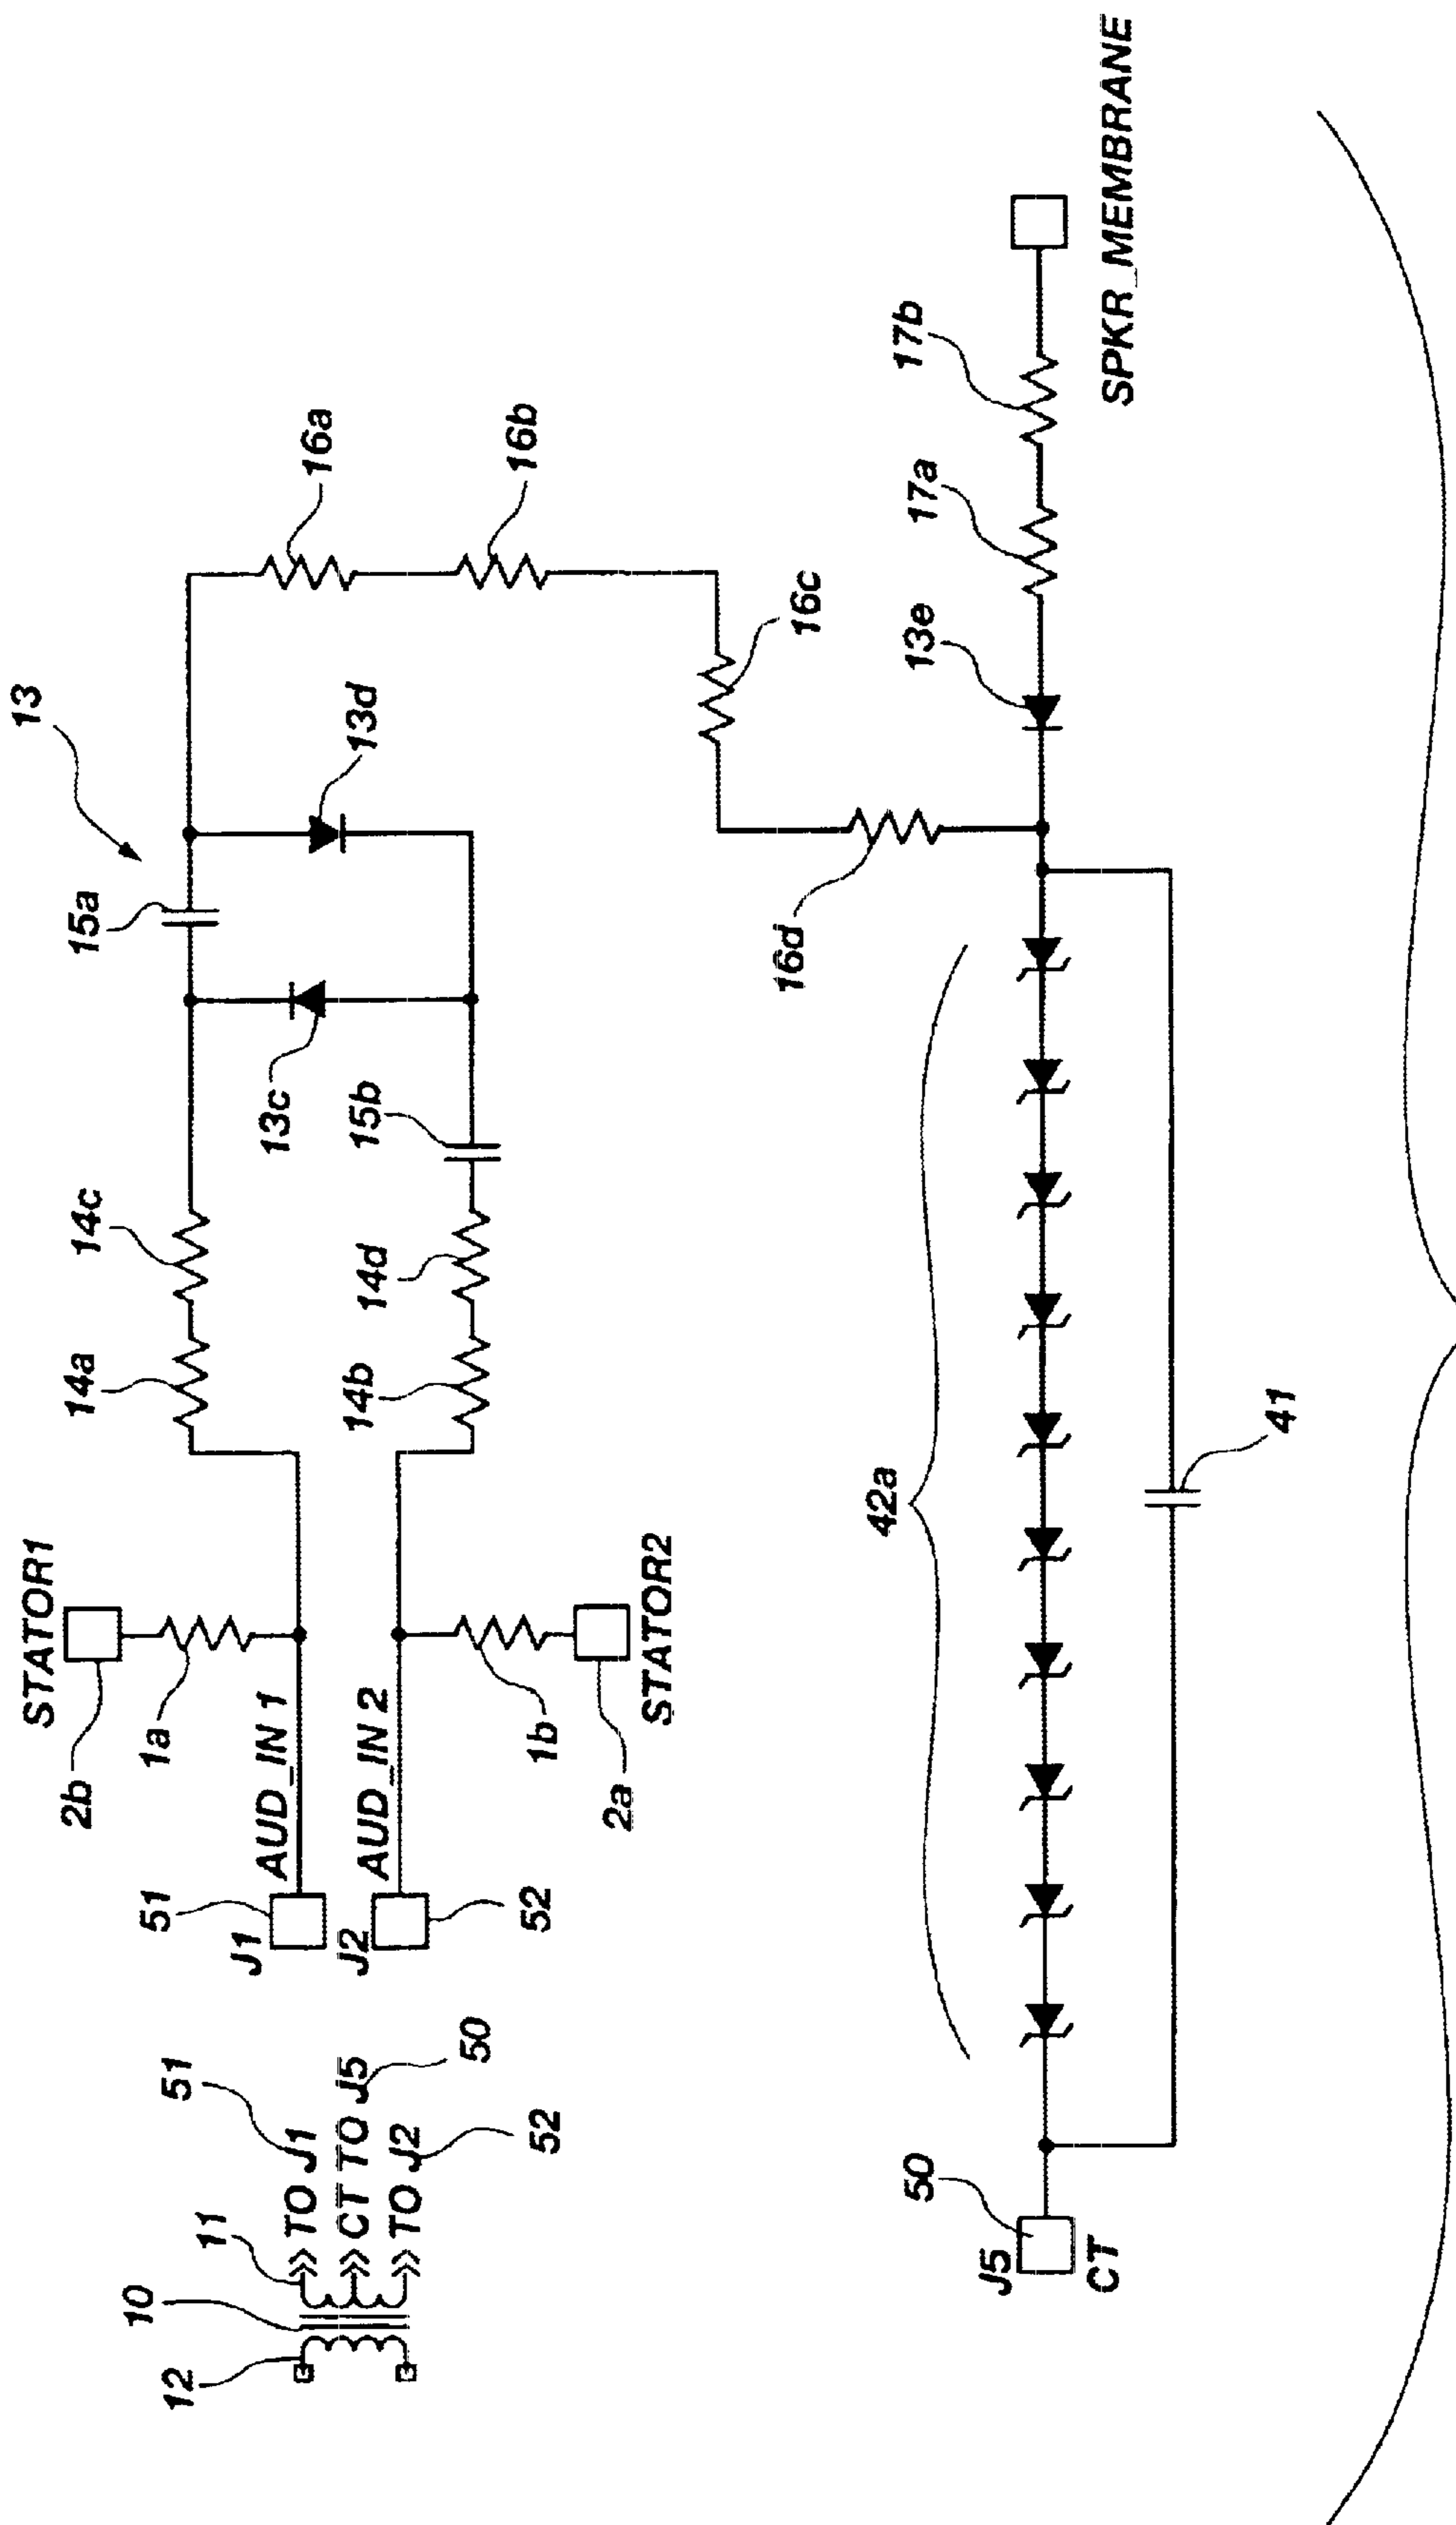 13
STATOR1
2b
1a
14a
14c
15a
13d
16a
16b
13c
15b
14b
14d
16c
16d
51
J1
AUD_IN 1
J2
AUD_IN 2
52
1b
2a
STATOR2
12
10
11
51
TO J1
CT TO J5
50
TO J2
52
42a
13e
17a
17b
SPKR_MEMBRANE
50
J5
CT
41